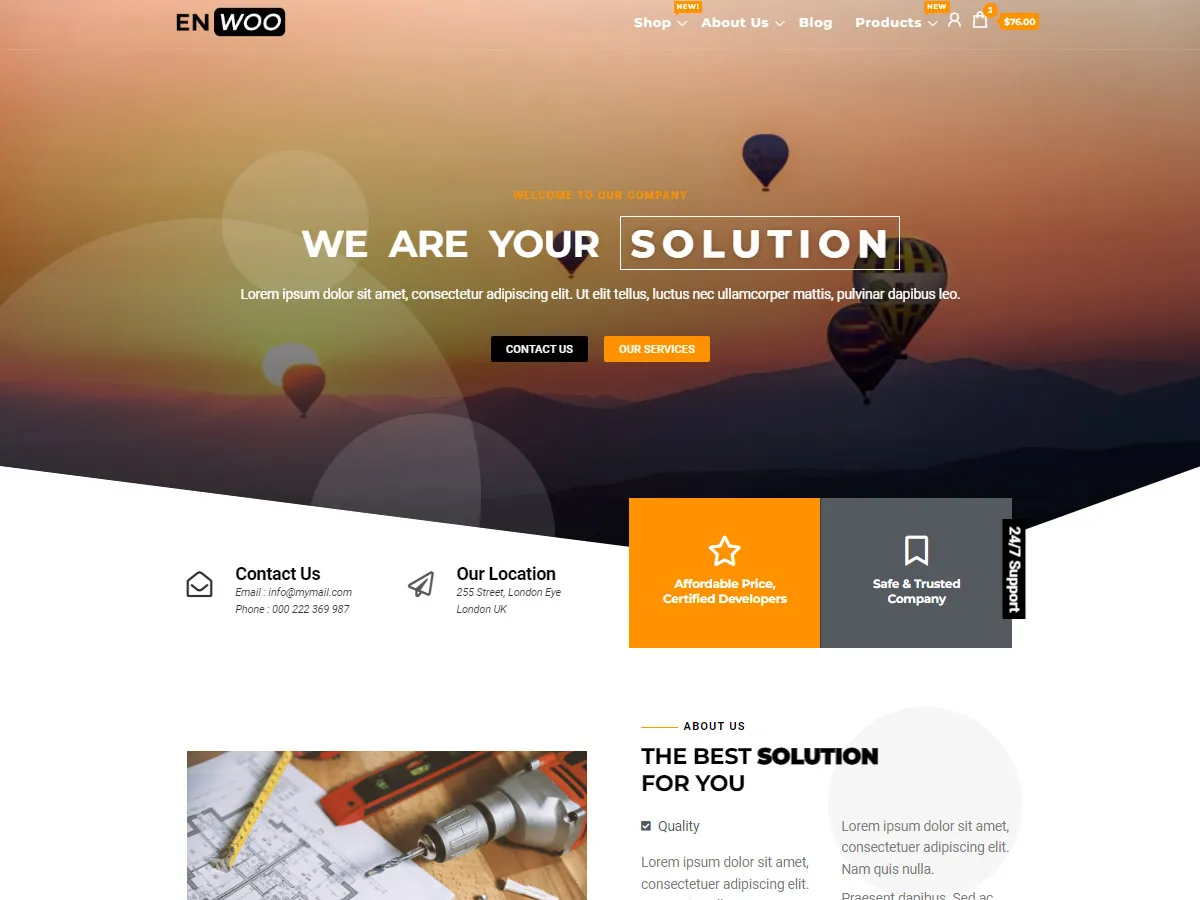 EN WOO
NEW!
NEW
3
Shop About Us Blog Products $76.00
WELCOME TO OUR COMPANY
WE ARE YOUR SOLUTION
Lorem ipsum dolor sit amet, consectetur adipiscing elit. Ut elit tellus, luctus nec ullamcorper mattis, pulvinar dapibus leo.
CONTACT US OUR SERVICES
Contact Us
Email : info@mymail.com
Phone : 000 222 369 987
Our Location
255 Street, London Eye
London UK
Affordable Price,
Certified Developers
Safe & Trusted
Company
24/7 Support
ABOUT US
THE BEST SOLUTION
FOR YOU
Quality
Lorem ipsum dolor sit amet,
consectetuer adipiscing elit.
Lorem ipsum dolor sit amet,
consectetuer adipiscing elit.
Nam quis nulla.
Praesent dapibus. Sed ac